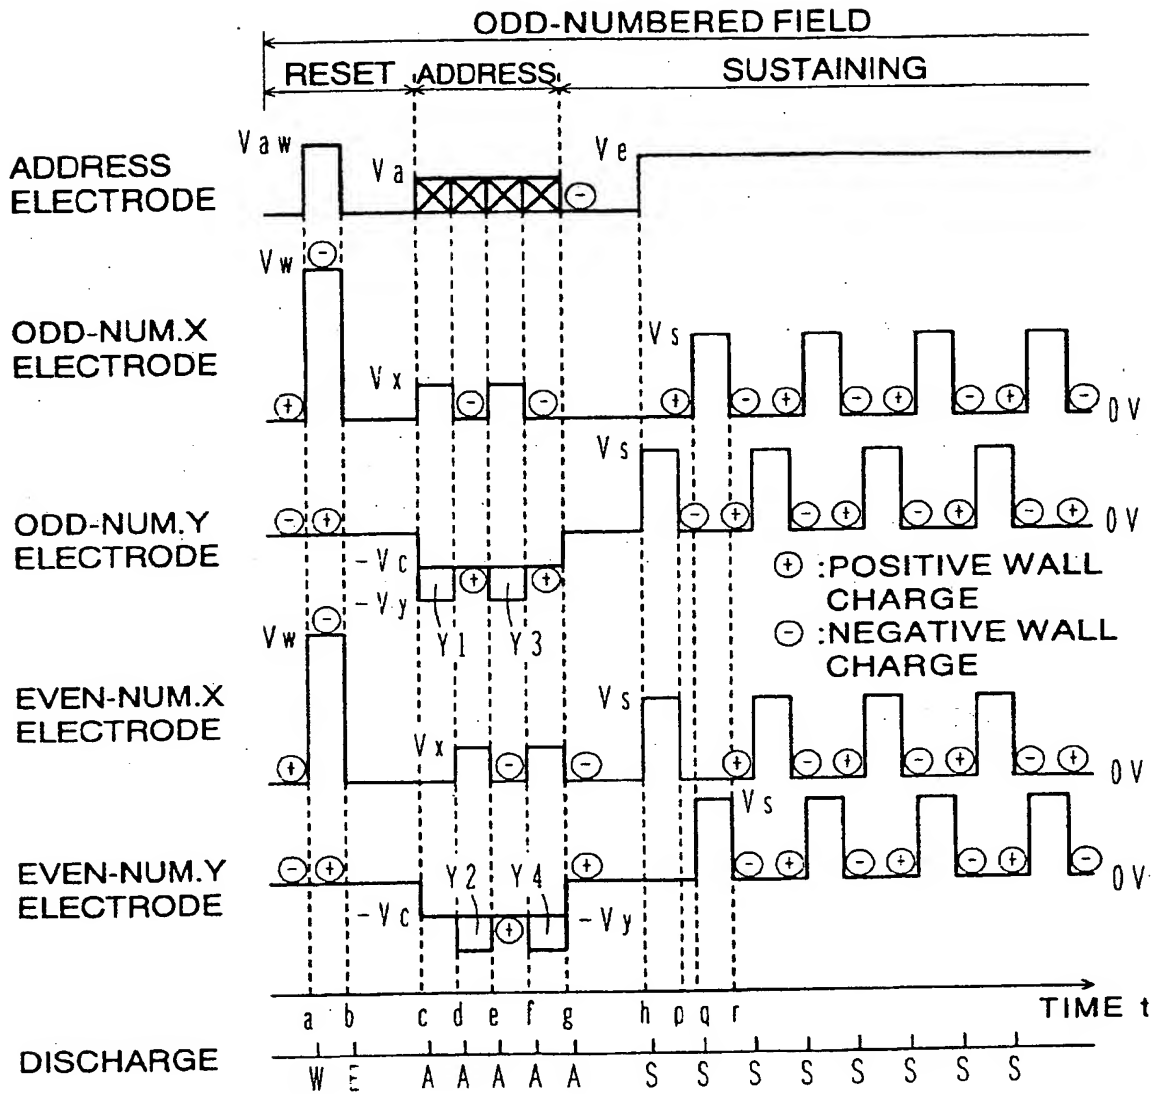 ODD-NUMBERED FIELD
RESET ADDRESS SUSTAINING
Vaw
Va
Ve
ADDRESS
ELECTRODE
-
-
Vw
ODD-NUM.X
ELECTRODE
Vs
Vx
+ - - + - + - + - + -
0V
Vs
ODD-NUM.Y
ELECTRODE
- + - + - + - + - +
0V
-Vc
+ +
-Vy
Y1 Y3
+ :POSITIVE WALL
CHARGE
- :NEGATIVE WALL
CHARGE
-
Vw
EVEN-NUM.X
ELECTRODE
Vs
Vx
+ - - + - + - + - +
0V
Vs
EVEN-NUM.Y
ELECTRODE
- + + - + - + - + -
0V
Y2 Y4
-Vc
+
-Vy
a b c d e f g h p q r
TIME t
DISCHARGE
W E A A A A A S S S S S S S S